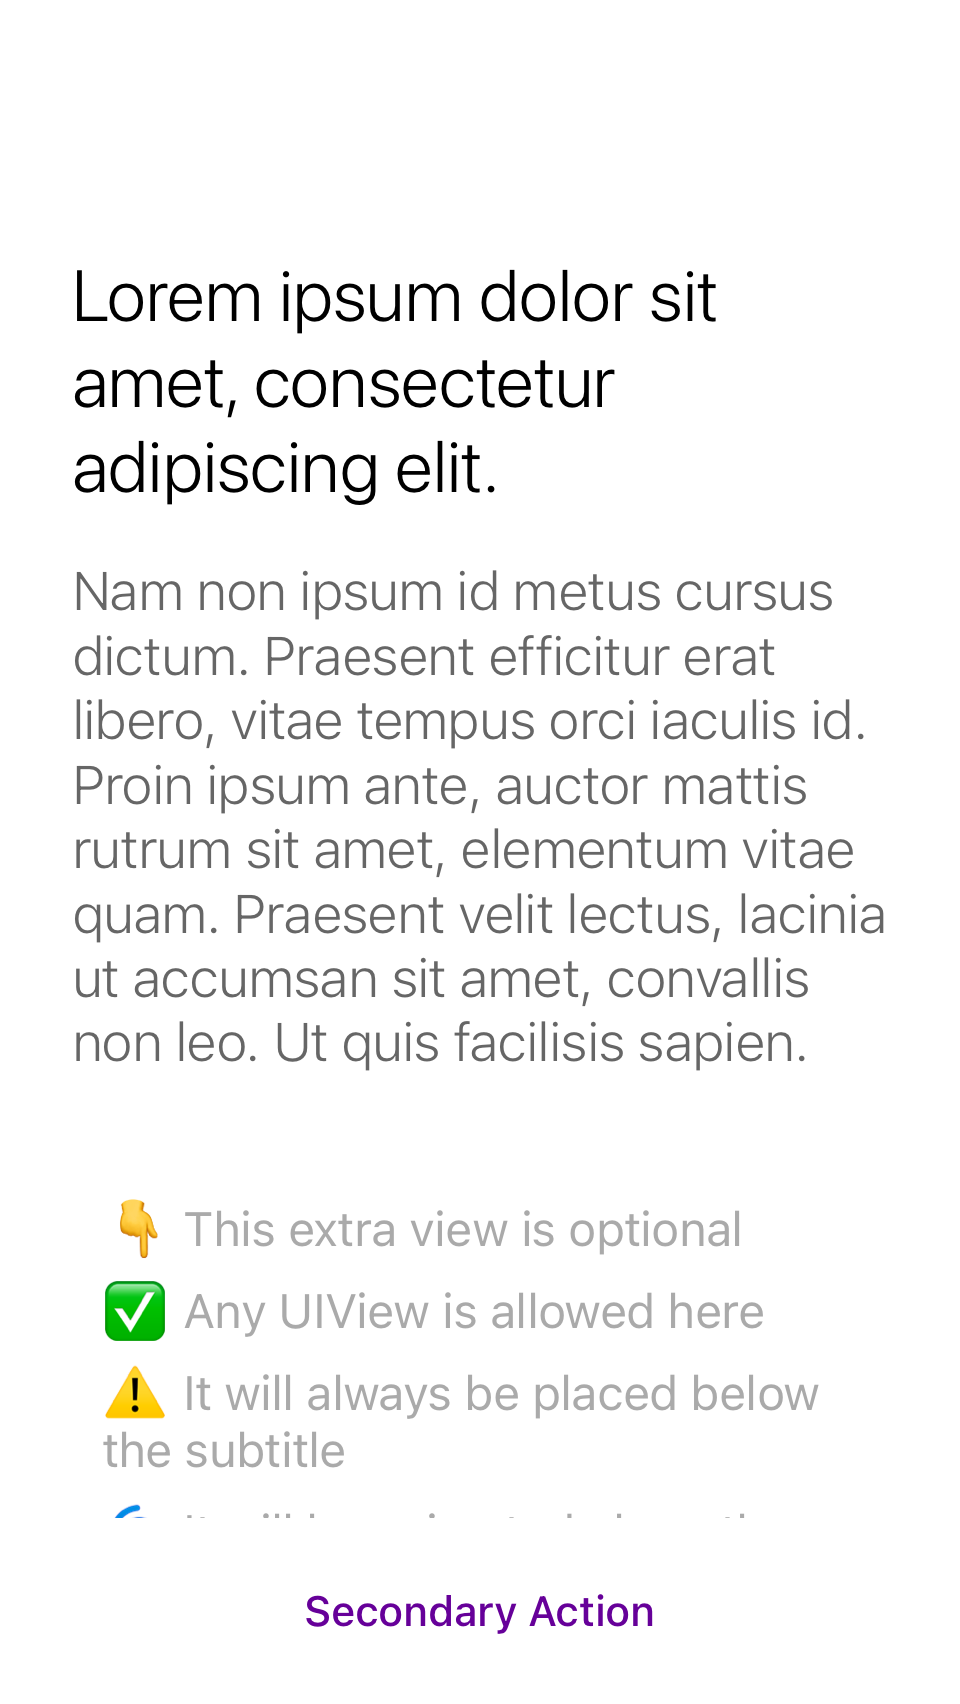 Lorem ipsum dolor sit
amet, consectetur
adipiscing elit.
Nam non ipsum id metus cursus
dictum. Praesent efficitur erat
libero, vitae tempus orci iaculis id.
Proin ipsum ante, auctor mattis
rutrum sit amet, elementum vitae
quam. Praesent velit lectus, lacinia
ut accumsan sit amet, convallis
non leo. Ut quis facilisis sapien.
👇 This extra view is optional
✅ Any UIView is allowed here
⚠️ It will always be placed below
the subtitle
Secondary Action